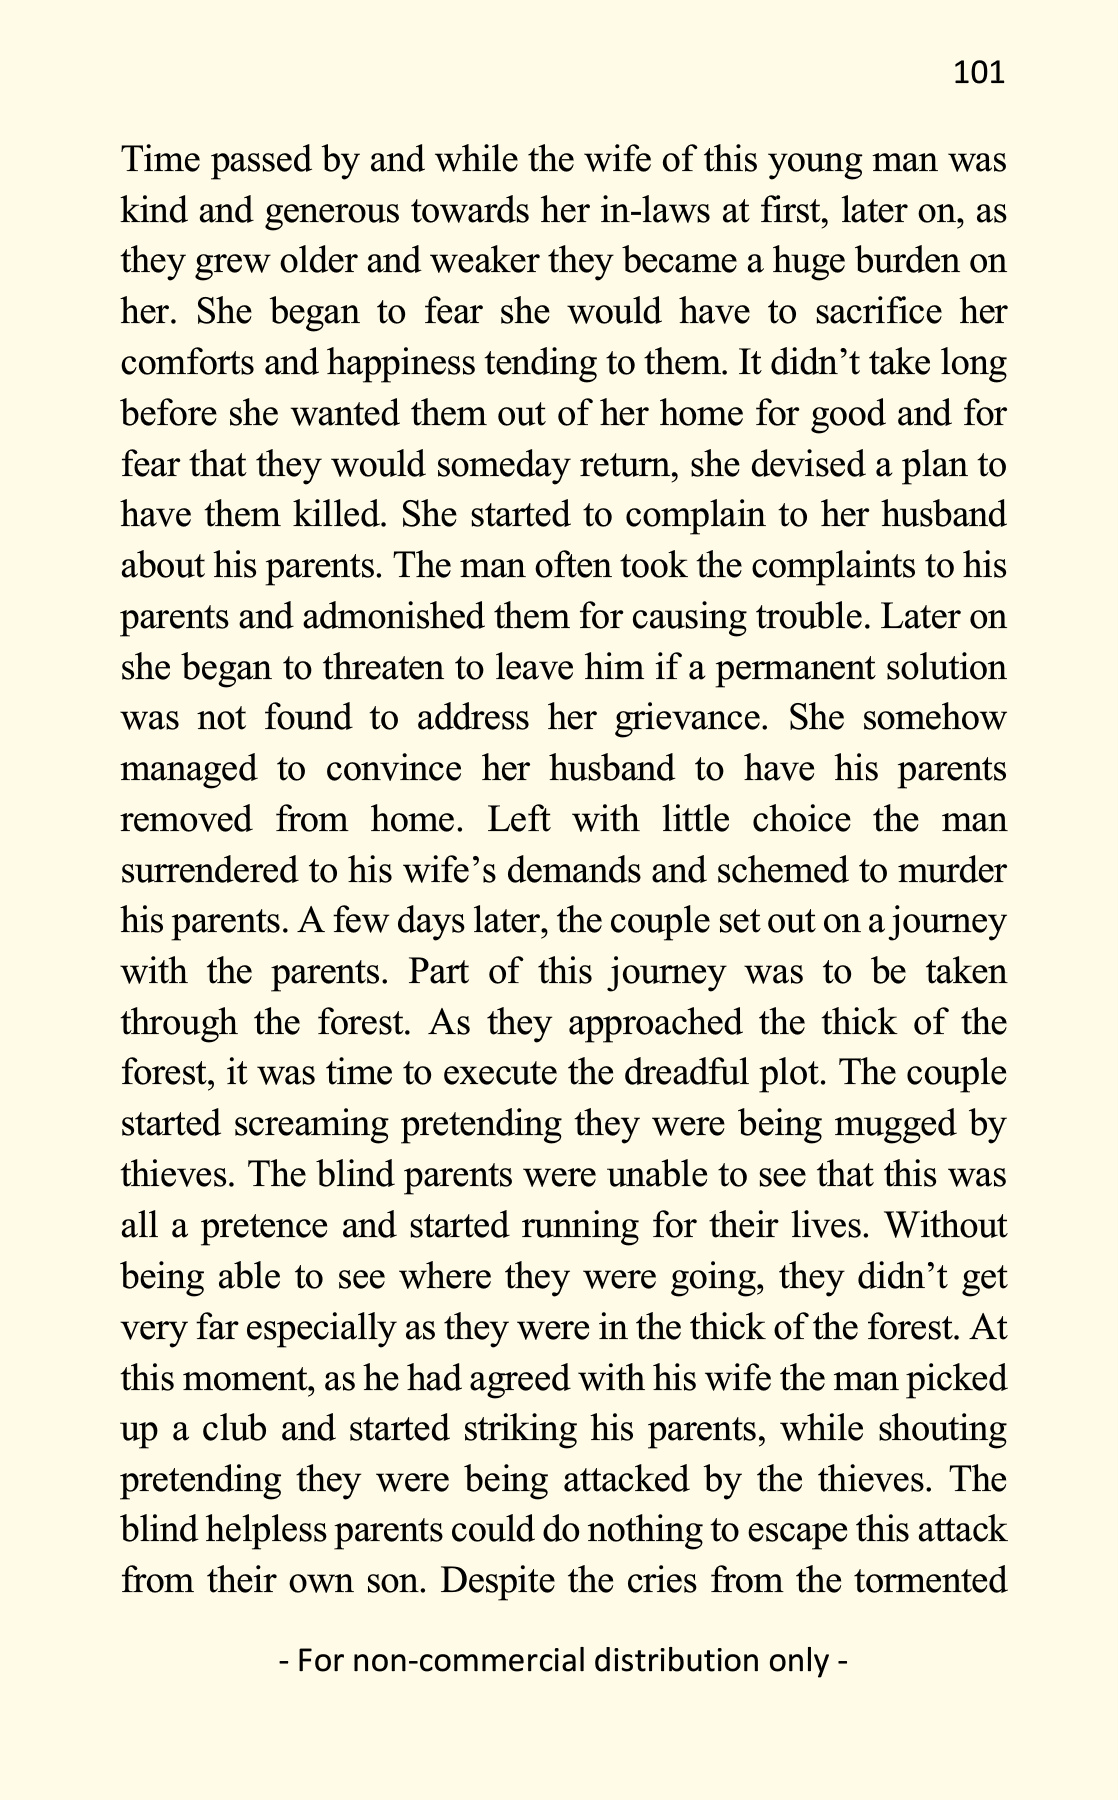 101
Time passed by and while the wife of this young man was
kind and generous towards her in-laws at first, later on, as
they grew older and weaker they became a huge burden on
her. She began to fear she would have to sacrifice her
comforts and happiness tending to them. It didn’t take long
before she wanted them out of her home for good and for
fear that they would someday return, she devised a plan to
have them killed. She started to complain to her husband
about his parents. The man often took the complaints to his
parents and admonished them for causing trouble. Later on
she began to threaten to leave him if a permanent solution
was not found to address her grievance. She somehow
managed to convince her husband to have his parents
removed from home. Left with little choice the man
surrendered to his wife’s demands and schemed to murder
his parents. A few days later, the couple set out on a journey
with the parents. Part of this journey was to be taken
through the forest. As they approached the thick of the
forest, it was time to execute the dreadful plot. The couple
started screaming pretending they were being mugged by
thieves. The blind parents were unable to see that this was
all a pretence and started running for their lives. Without
being able to see where they were going, they didn’t get
very far especially as they were in the thick of the forest. At
this moment, as he had agreed with his wife the man picked
up a club and started striking his parents, while shouting
pretending they were being attacked by the thieves. The
blind helpless parents could do nothing to escape this attack
from their own son. Despite the cries from the tormented
- For non-commercial distribution only -